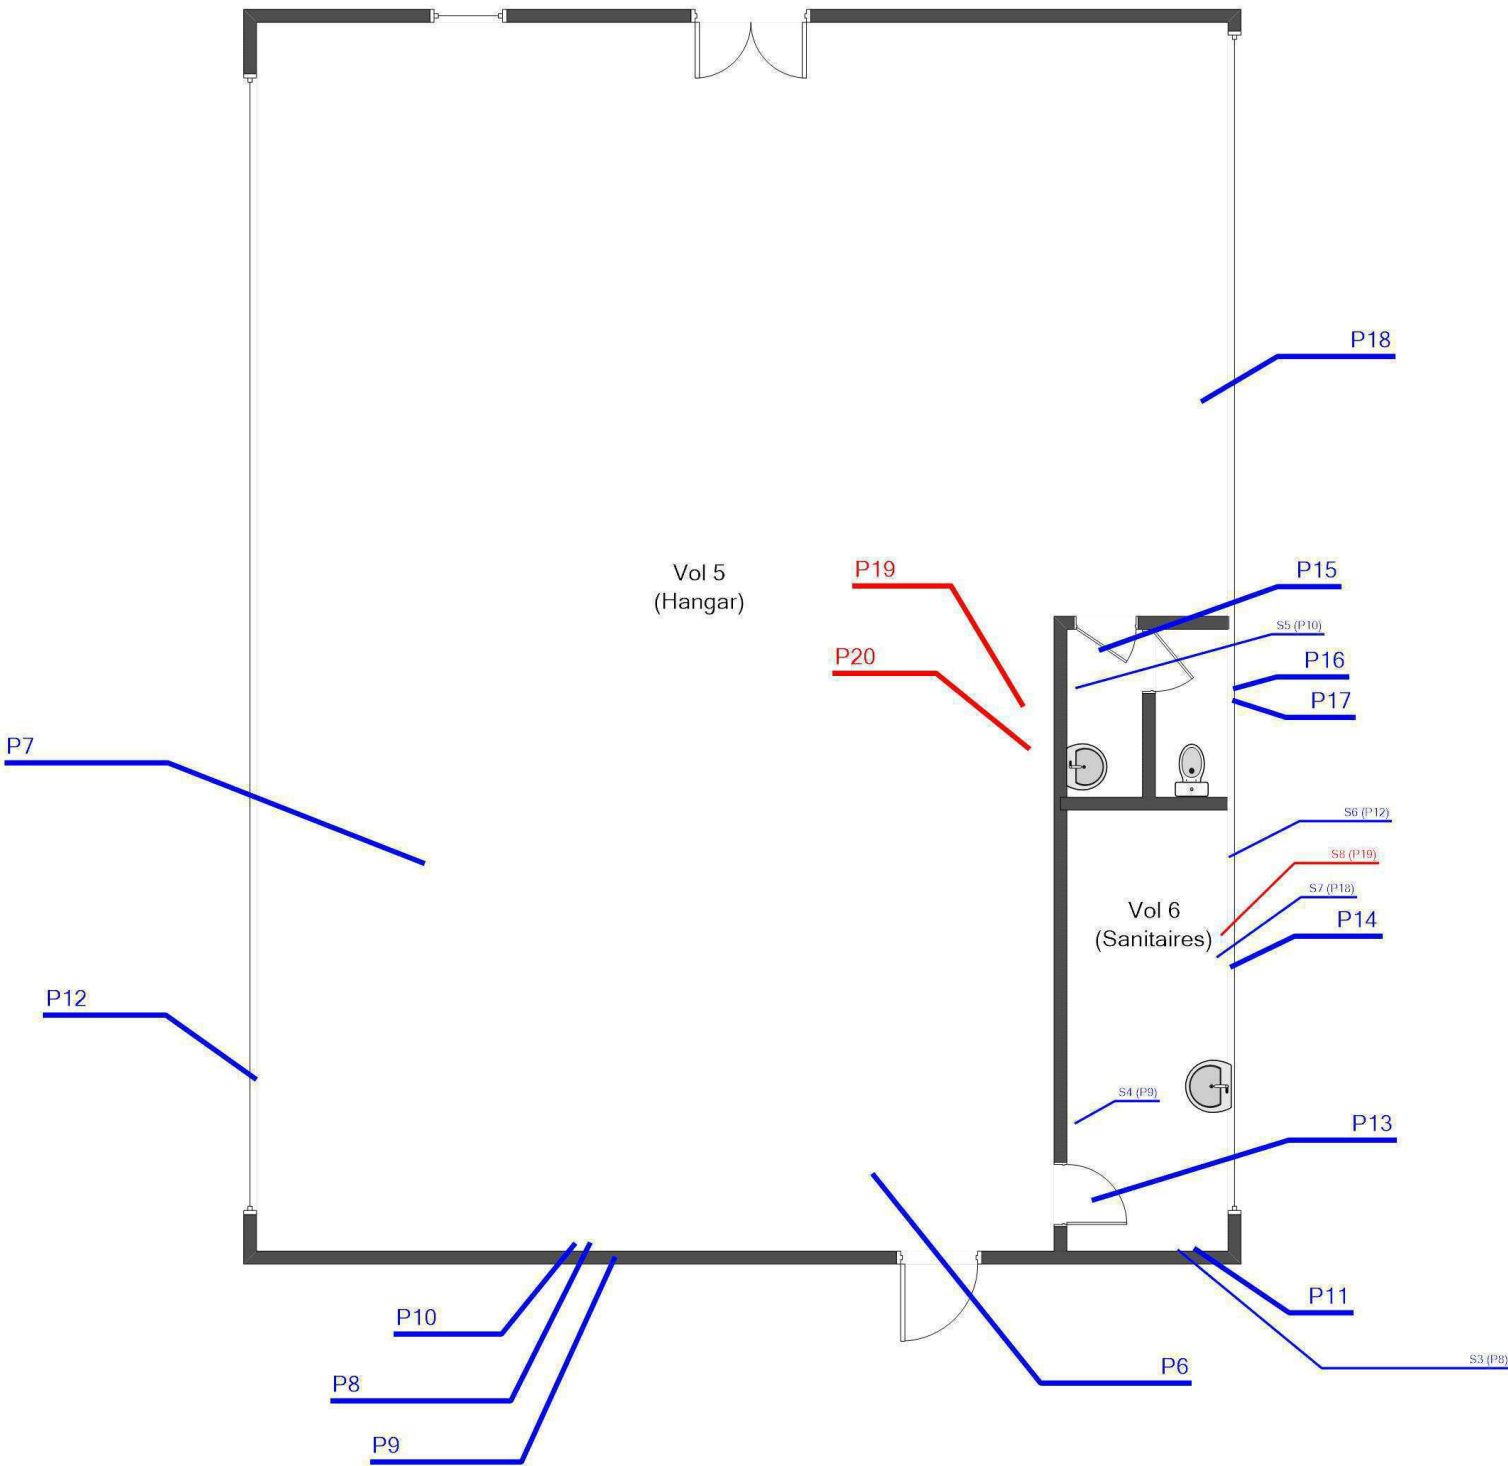 P18
Vol 5
(Hangar)
P19
P15
S5 (P10)
P20
P16
P17
P7
S6 (P12)
S8 (P19)
S7 (P18)
Vol 6
(Sanitaires)
P14
P12
S4 (P9)
P13
P11
P10
S3 (P8)
P6
P8
P9